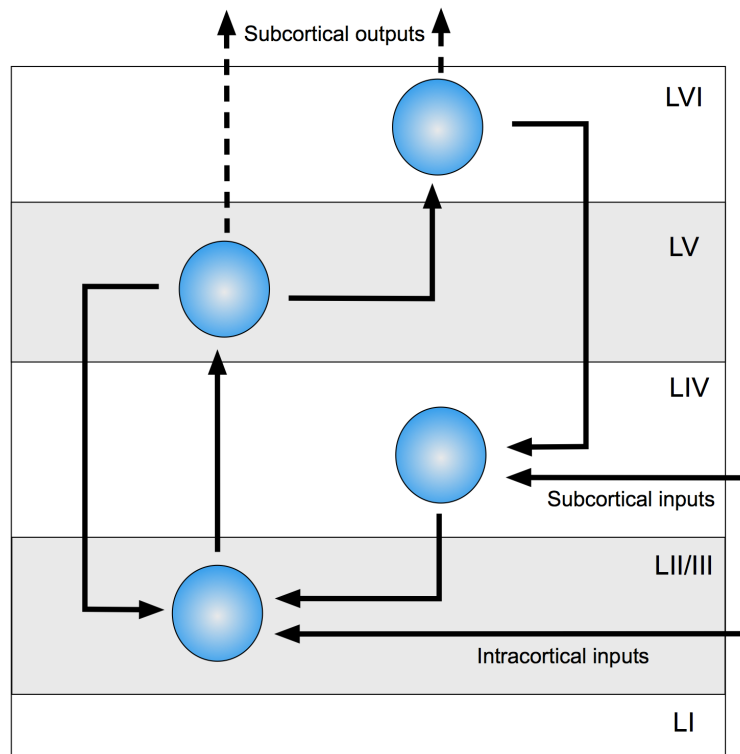 Subcortical outputs
LVI
LV
LIV
Subcortical inputs
LII/III
Intracortical inputs
LI